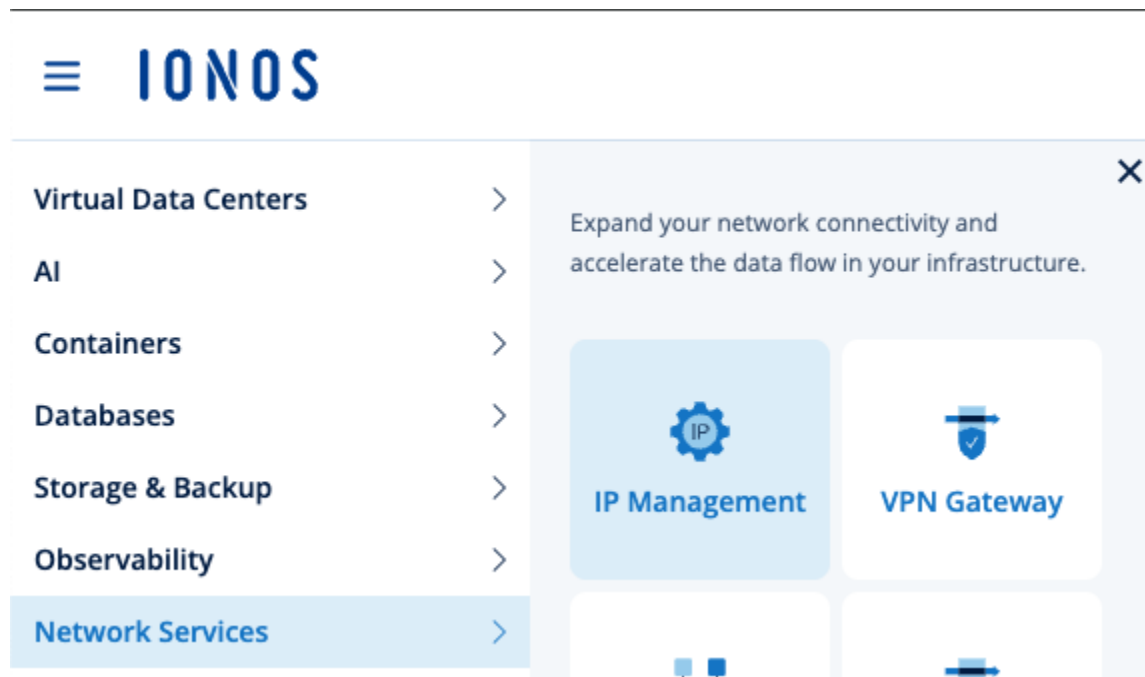 IONOS
Virtual Data Centers
AI
Containers
Databases
Storage & Backup
Observability
Network Services
Expand your network connectivity and
accelerate the data flow in your infrastructure.
IP
IP Management
VPN Gateway